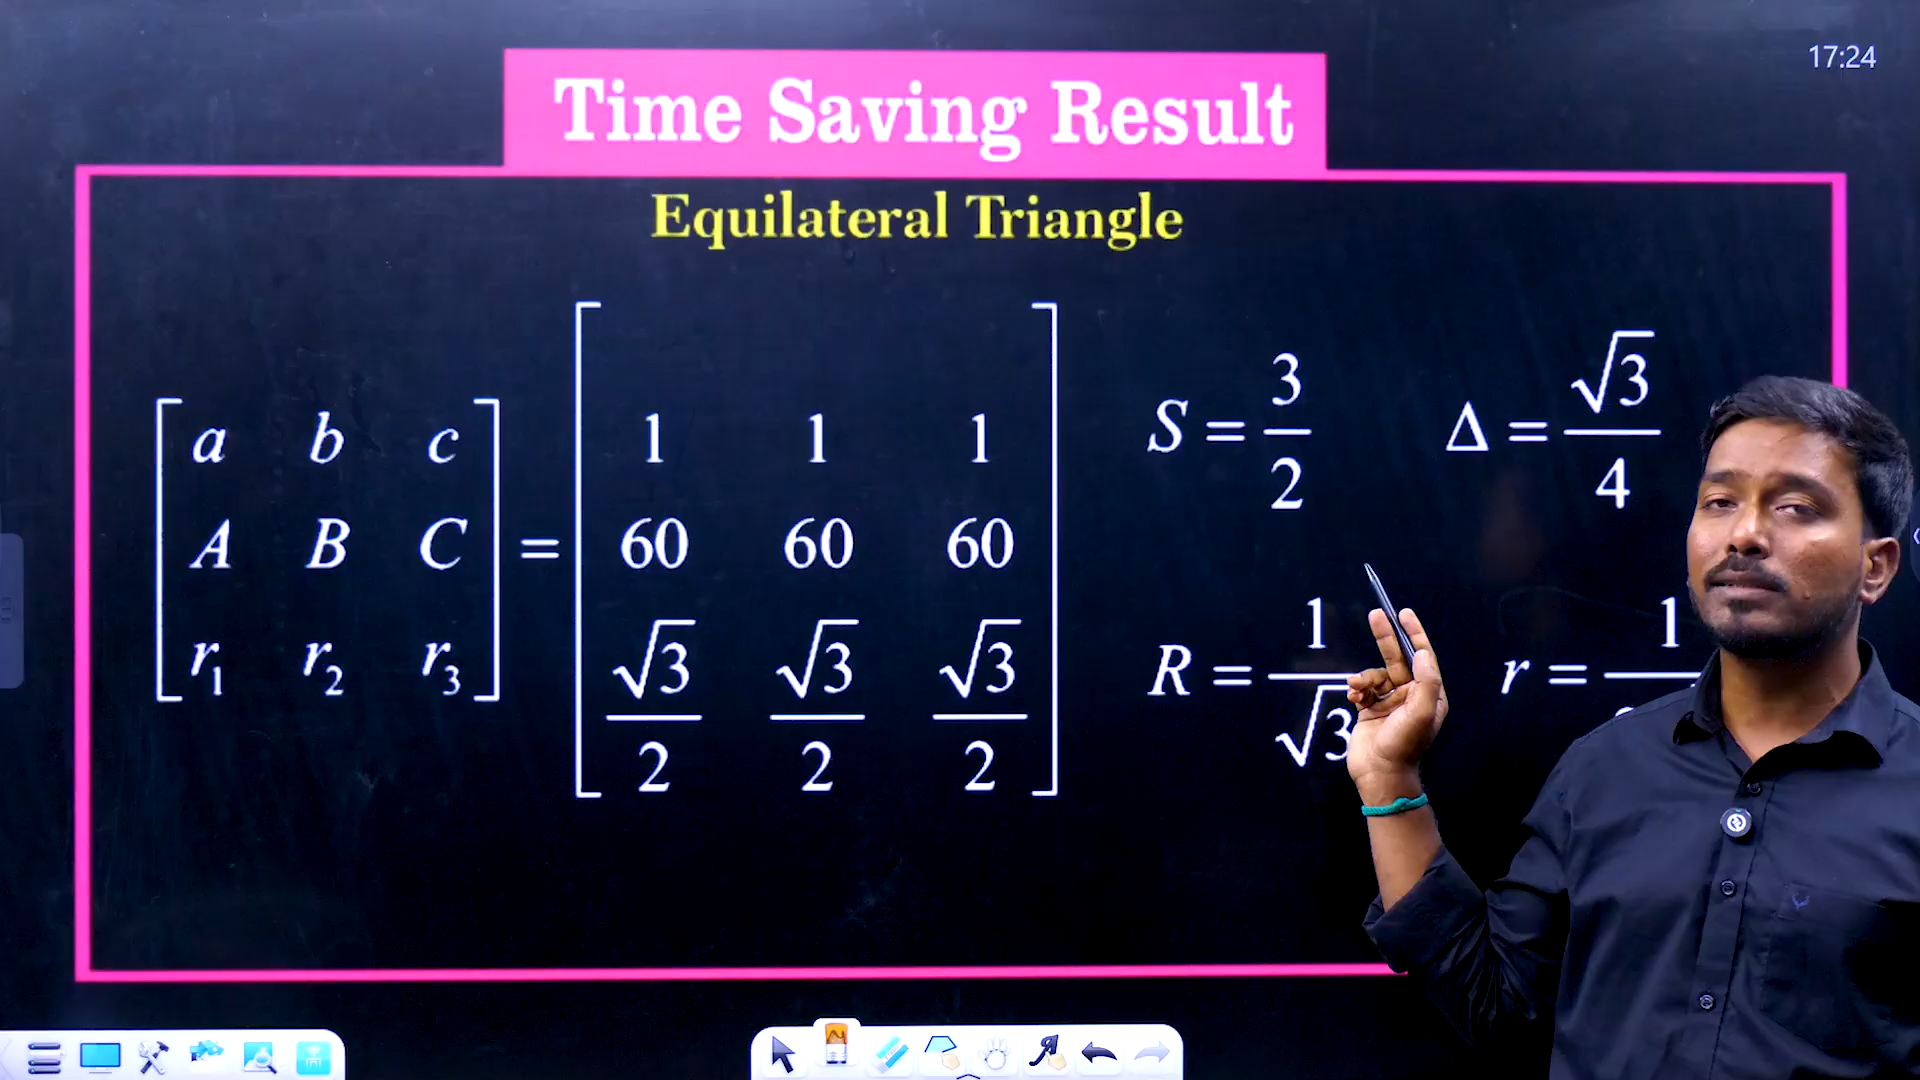 17:24
Time Saving Result
Equilateral Triangle
[a b c; A B C; r₁ r₂ r₃] = [1 1 1; 60 60 60; √3/2 √3/2 √3/2]
S = 3/2
Δ = √3/4
R = 1/√3
r = 1/